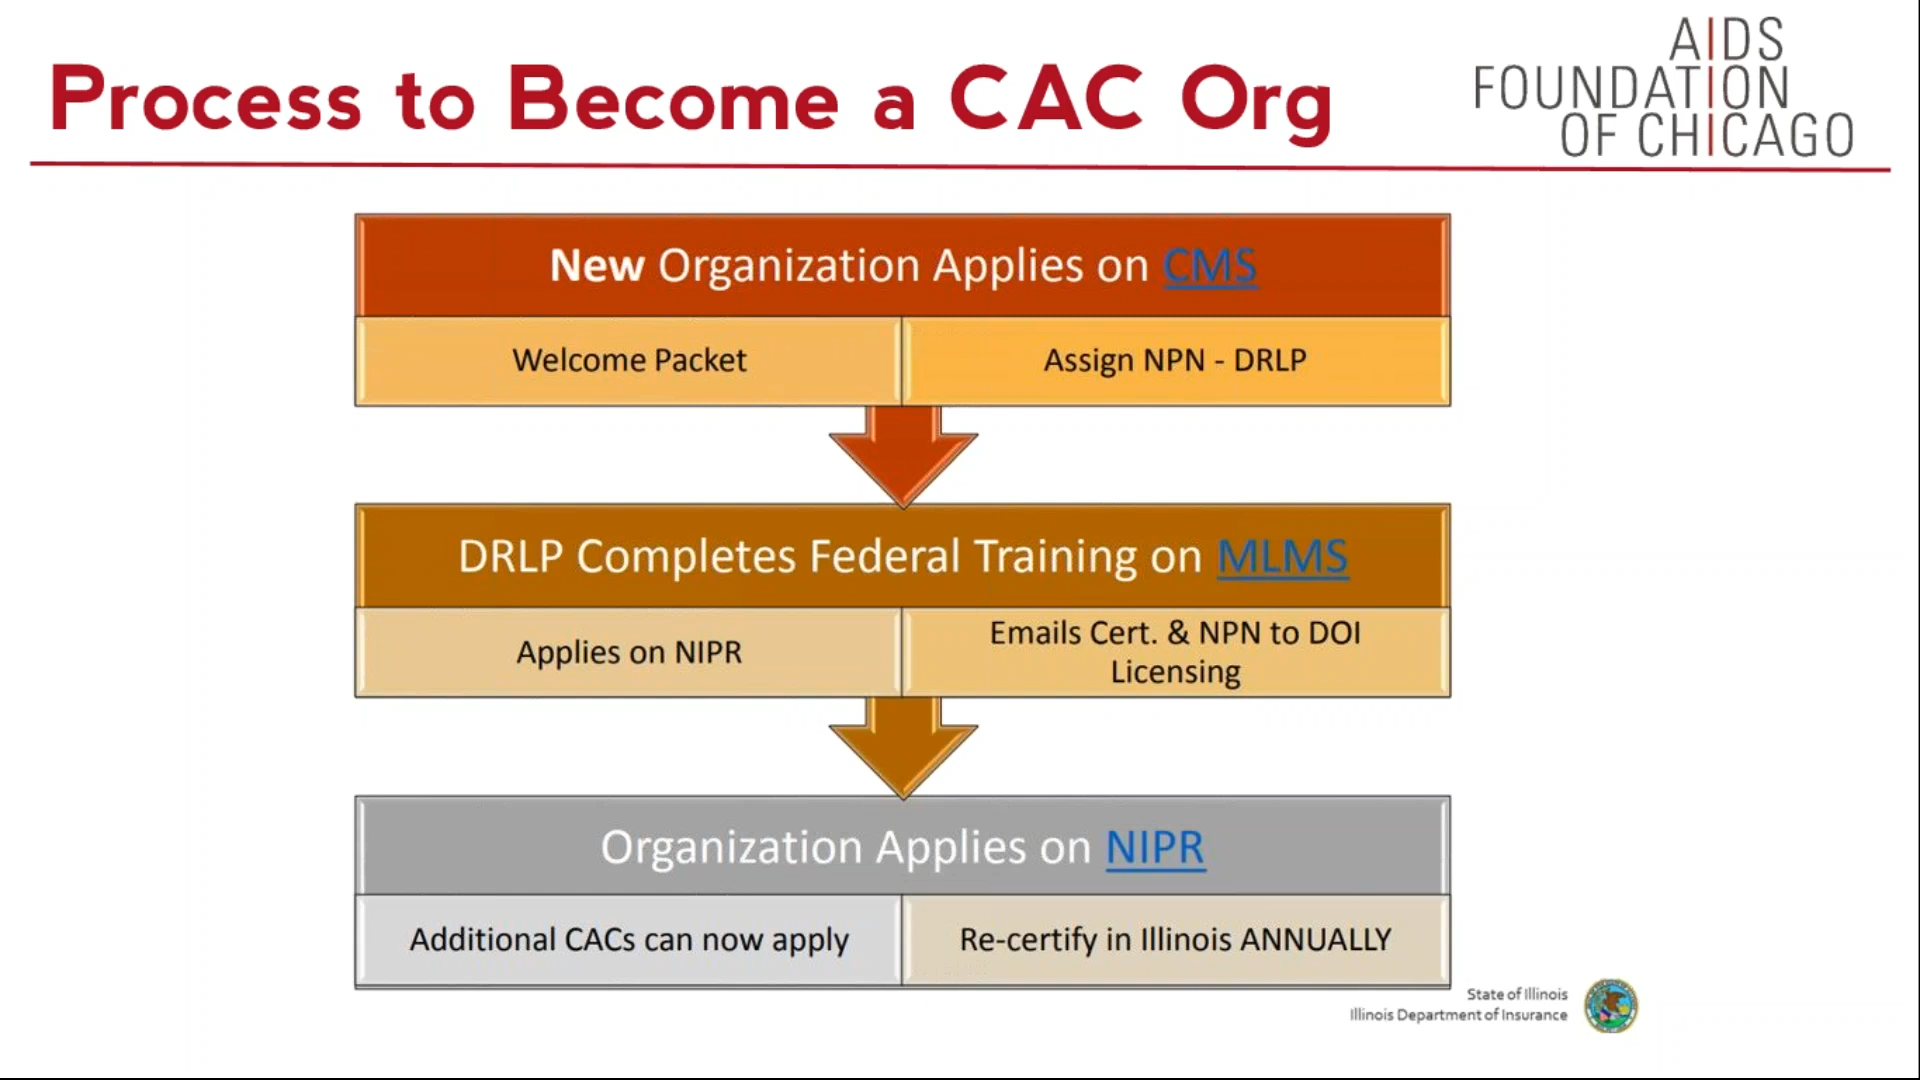 Process to Become a CAC Org
AIDS
FOUNDATION
OF CHICAGO
New Organization Applies on CMS
Welcome Packet
Assign NPN - DRLP
DRLP Completes Federal Training on MLMS
Applies on NIPR
Emails Cert. & NPN to DOI
Licensing
Organization Applies on NIPR
Additional CACs can now apply
Re-certify in Illinois ANNUALLY
State of Illinois
Illinois Department of Insurance